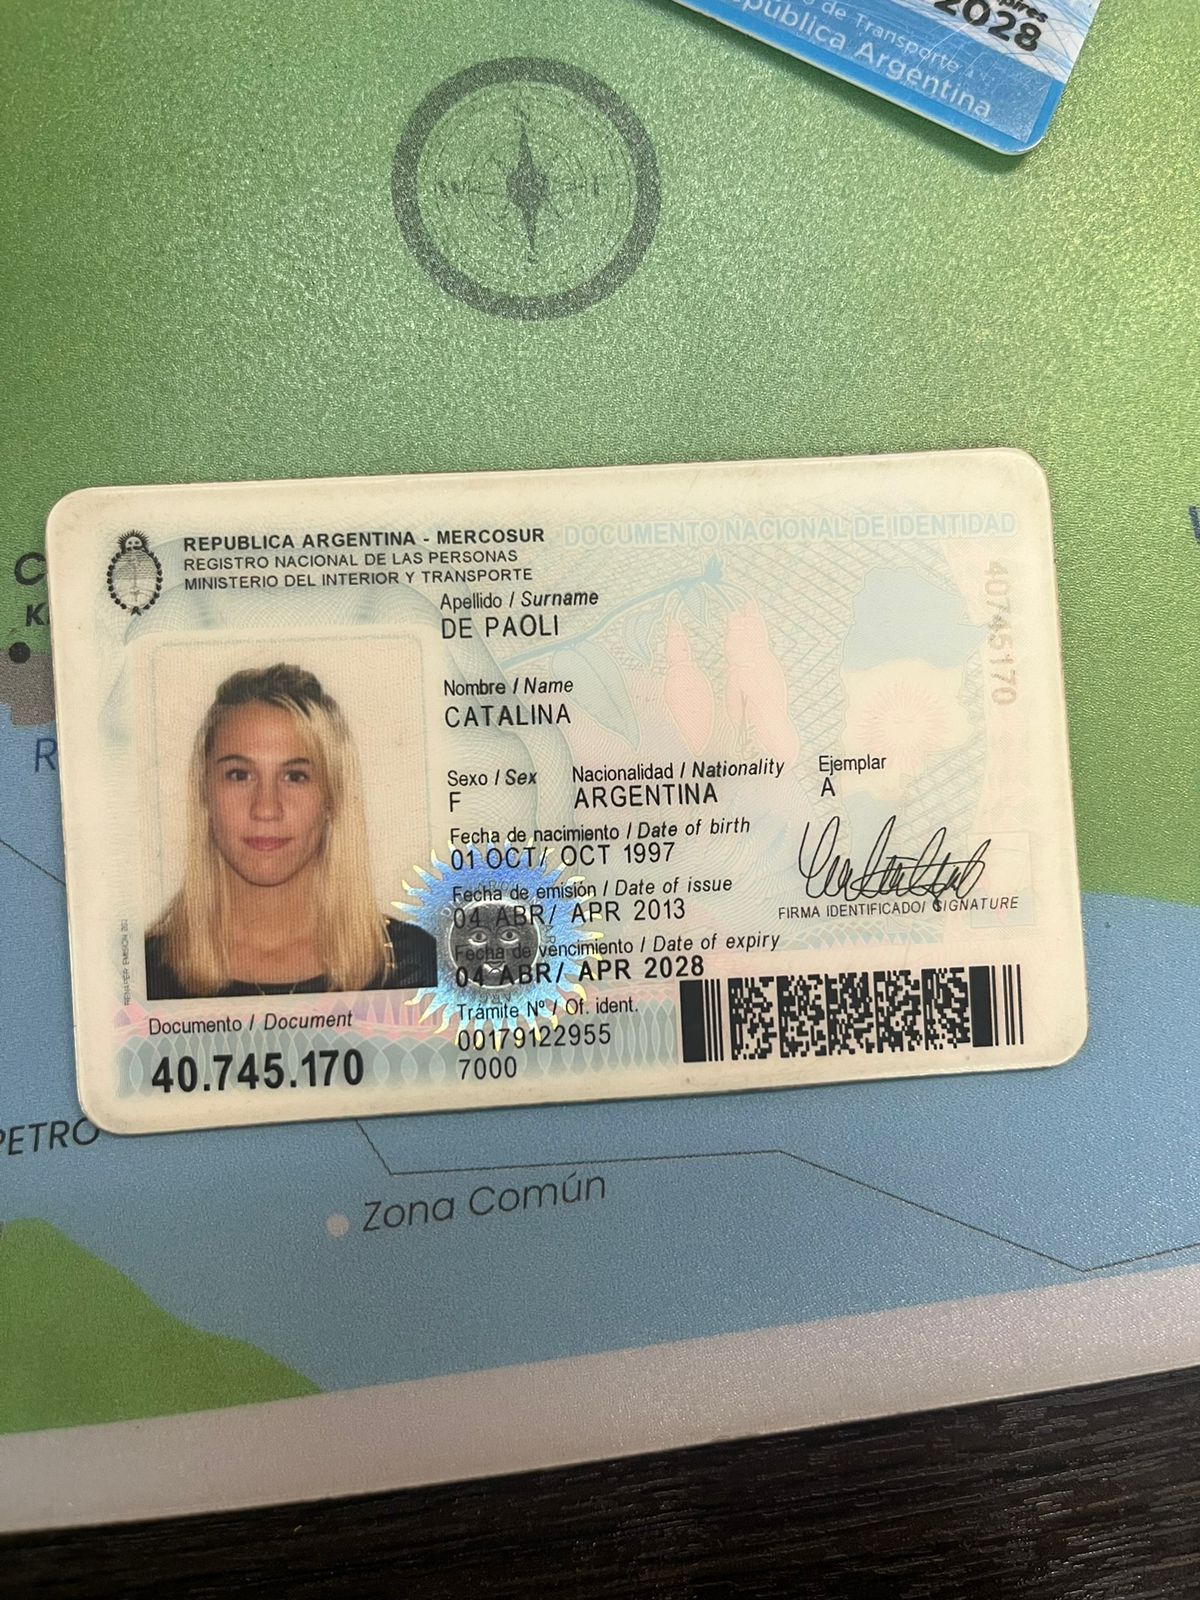 2028
de Transporte
República Argentina
REPUBLICA ARGENTINA - MERCOSUR
DOCUMENTO NACIONAL DE IDENTIDAD
REGISTRO NACIONAL DE LAS PERSONAS
MINISTERIO DEL INTERIOR Y TRANSPORTE
Apellido / Surname
DE PAOLI
40745170
Nombre / Name
CATALINA
Sexo / Sex
F
Nacionalidad / Nationality
ARGENTINA
Ejemplar
A
Fecha de nacimiento / Date of birth
01 OCT/ OCT 1997
Fecha de emisión / Date of issue
04 ABR/ APR 2013
FIRMA IDENTIFICADO/ SIGNATURE
Fecha de vencimiento / Date of expiry
04 ABR/ APR 2028
Trámite Nº / Of. ident.
00179122955
7000
Documento / Document
40.745.170
PETRO
Zona Común